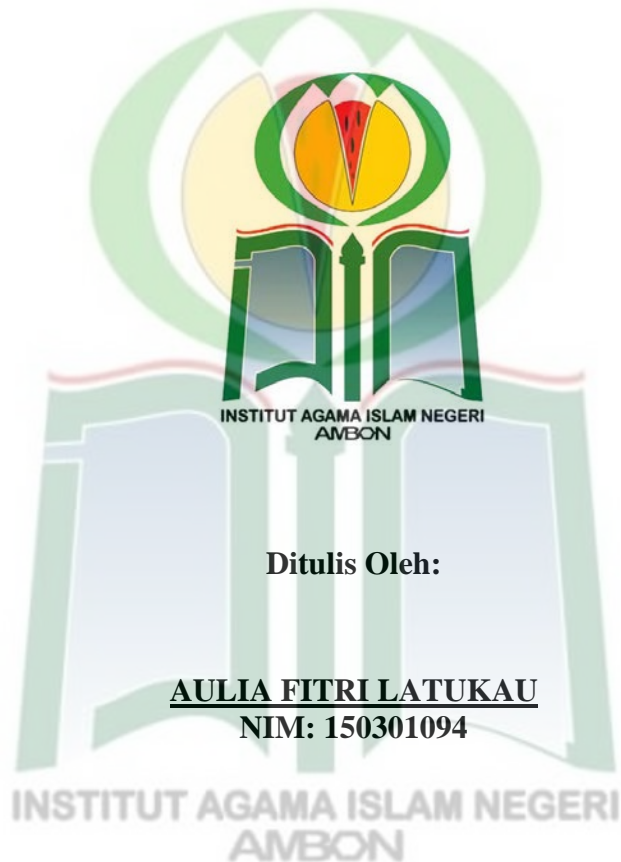 INSTITUT AGAMA ISLAM NEGERI
AMBON
Ditulis Oleh:
AULIA FITRI LATUKAU
NIM: 150301094
INSTITUT AGAMA ISLAM NEGERI
AMBON